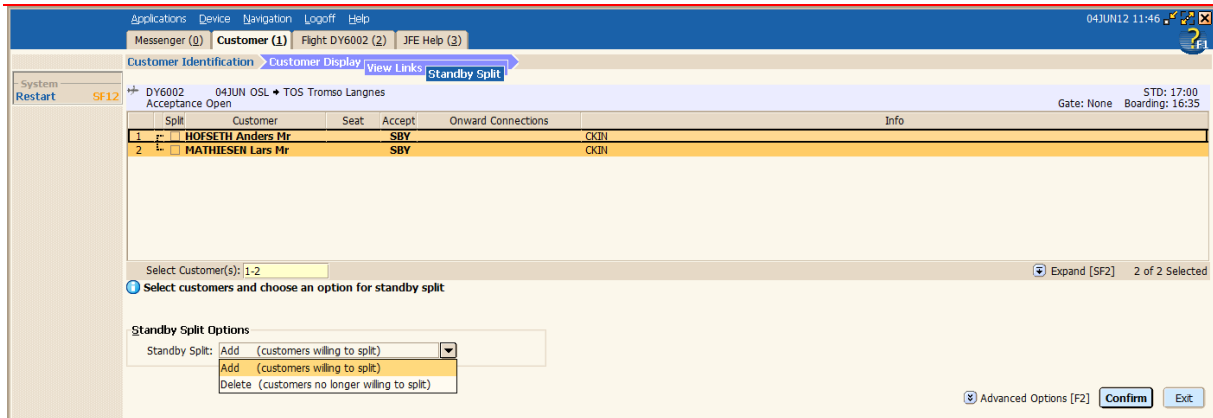 Applications Device Navigation Logoff Help 04JUN12 11:46
Messenger (0) Customer (1) Flight DY6002 (2) JFE Help (3)
?F1
Customer Identification Customer Display View Links Standby Split
System
Restart SF12
DY6002 04JUN OSL → TOS Tromso Langnes STD: 17:00
Acceptance Open Gate: None Boarding: 16:35
Split Customer Seat Accept Onward Connections Info
1 HOFSETH Anders Mr SBY CKIN
2 MATHIESEN Lars Mr SBY CKIN
Select Customer(s): 1-2 Expand [SF2] 2 of 2 Selected
Select customers and choose an option for standby split
Standby Split Options
Standby Split: Add (customers willing to split)
Add (customers willing to split)
Delete (customers no longer willing to split)
Advanced Options [F2] Confirm Exit